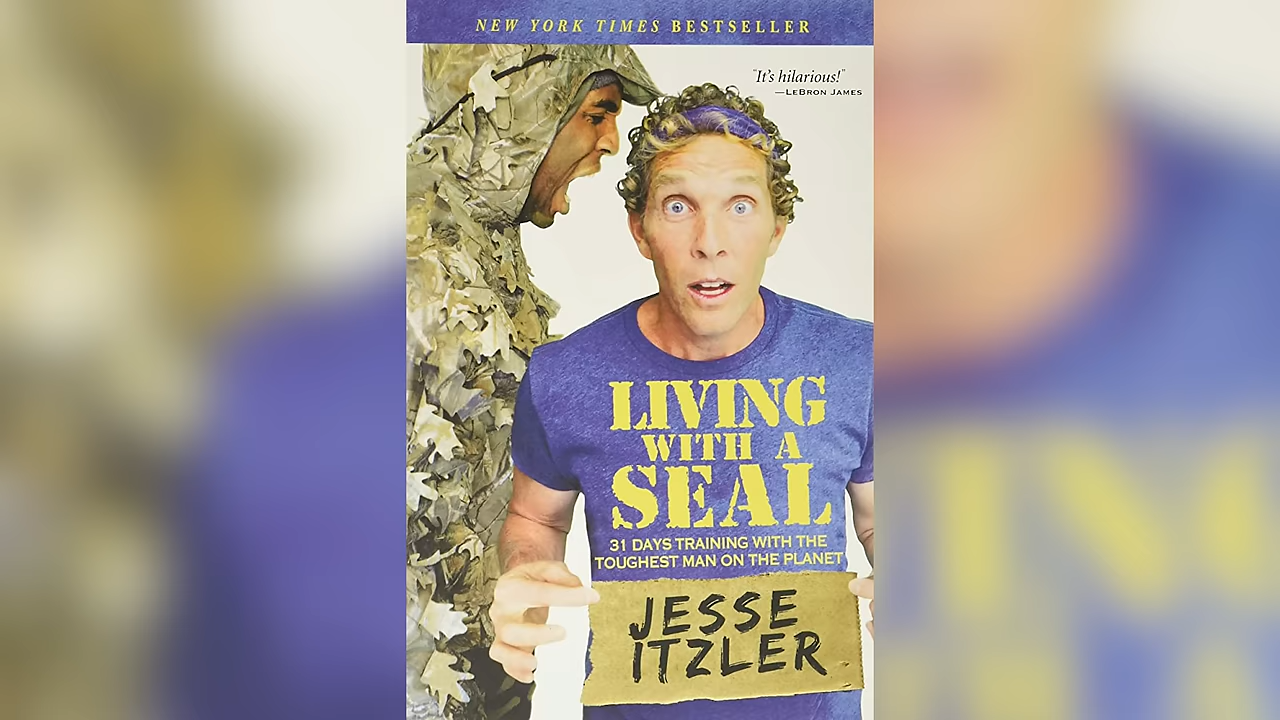 NEW YORK TIMES BESTSELLER
"It's hilarious!"
—LeBron James
LIVING
WITH A
SEAL
31 DAYS TRAINING WITH THE
TOUGHEST MAN ON THE PLANET
JESSE
ITZLER